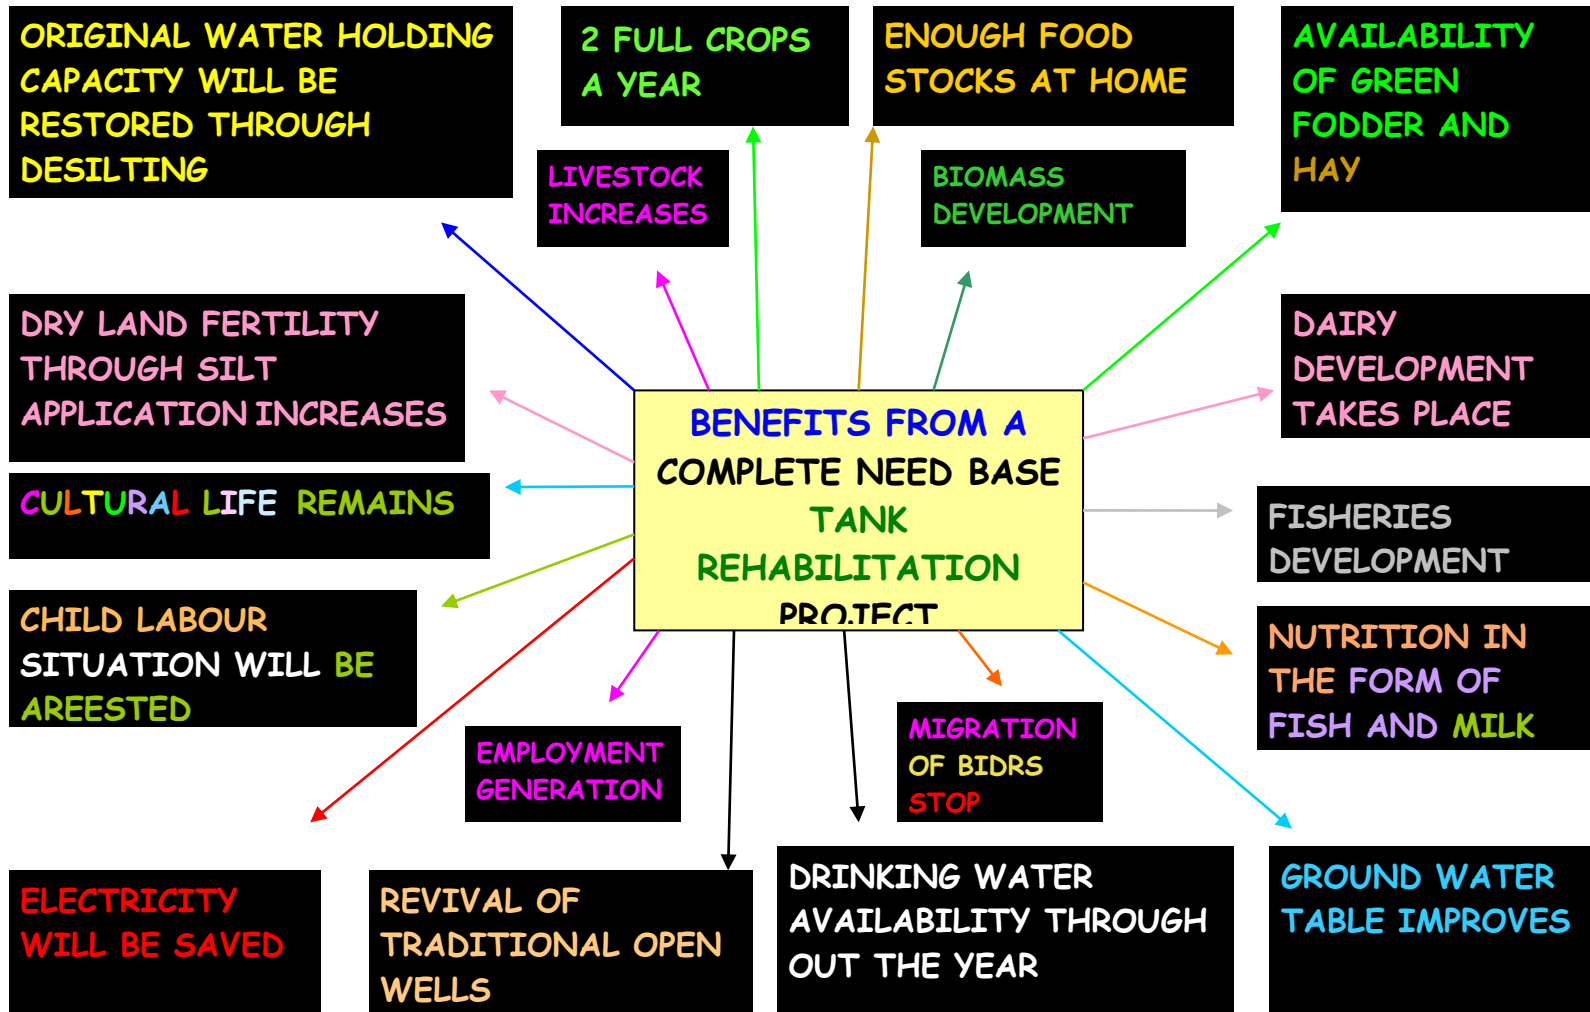 ORIGINAL WATER HOLDING
CAPACITY WILL BE
RESTORED THROUGH
DESILTING
2 FULL CROPS
A YEAR
ENOUGH FOOD
STOCKS AT HOME
AVAILABILITY
OF GREEN
FODDER AND
HAY
LIVESTOCK
INCREASES
BIOMASS
DEVELOPMENT
DRY LAND FERTILITY
THROUGH SILT
APPLICATION INCREASES
DAIRY
DEVELOPMENT
TAKES PLACE
BENEFITS FROM A
COMPLETE NEED BASE
TANK
REHABILITATION
PROJECT
CULTURAL LIFE REMAINS
FISHERIES
DEVELOPMENT
CHILD LABOUR
SITUATION WILL BE
AREESTED
NUTRITION IN
THE FORM OF
FISH AND MILK
EMPLOYMENT
GENERATION
MIGRATION
OF BIDRS
STOP
ELECTRICITY
WILL BE SAVED
REVIVAL OF
TRADITIONAL OPEN
WELLS
DRINKING WATER
AVAILABILITY THROUGH
OUT THE YEAR
GROUND WATER
TABLE IMPROVES